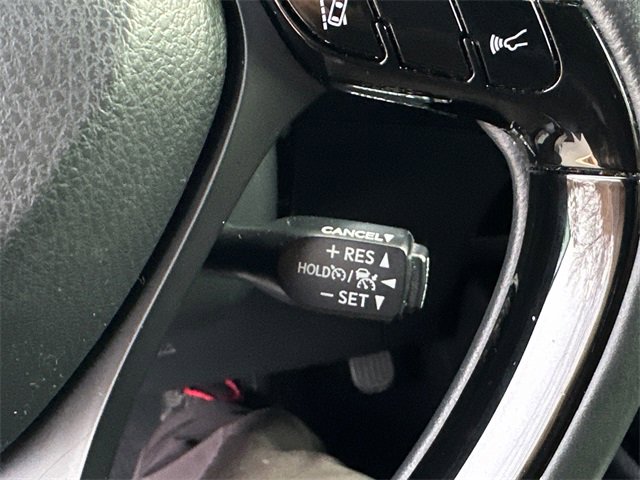 CANCEL▼
+ RES ▲
HOLD / ◄
− SET ▼